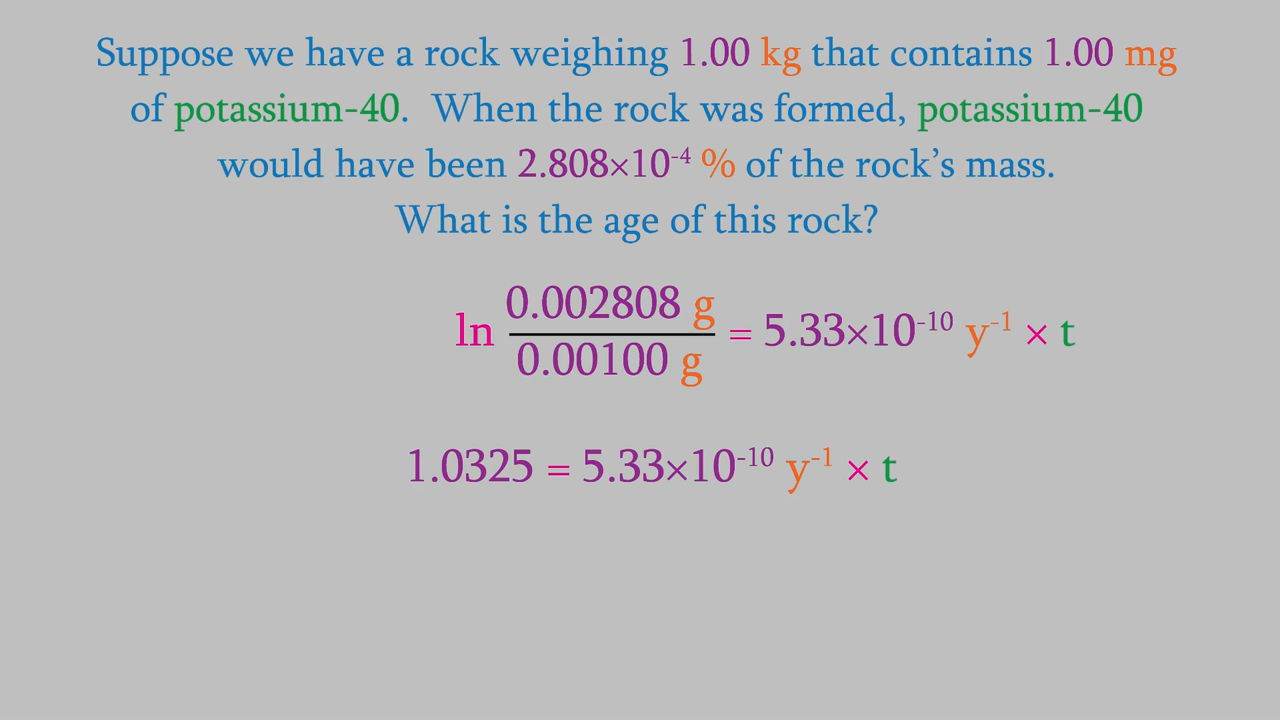 Suppose we have a rock weighing 1.00 kg that contains 1.00 mg
of potassium-40. When the rock was formed, potassium-40
would have been 2.808×10⁻⁴ % of the rock’s mass.
What is the age of this rock?
ln 0.002808 g / 0.00100 g = 5.33×10⁻¹⁰ y⁻¹ × t
1.0325 = 5.33×10⁻¹⁰ y⁻¹ × t